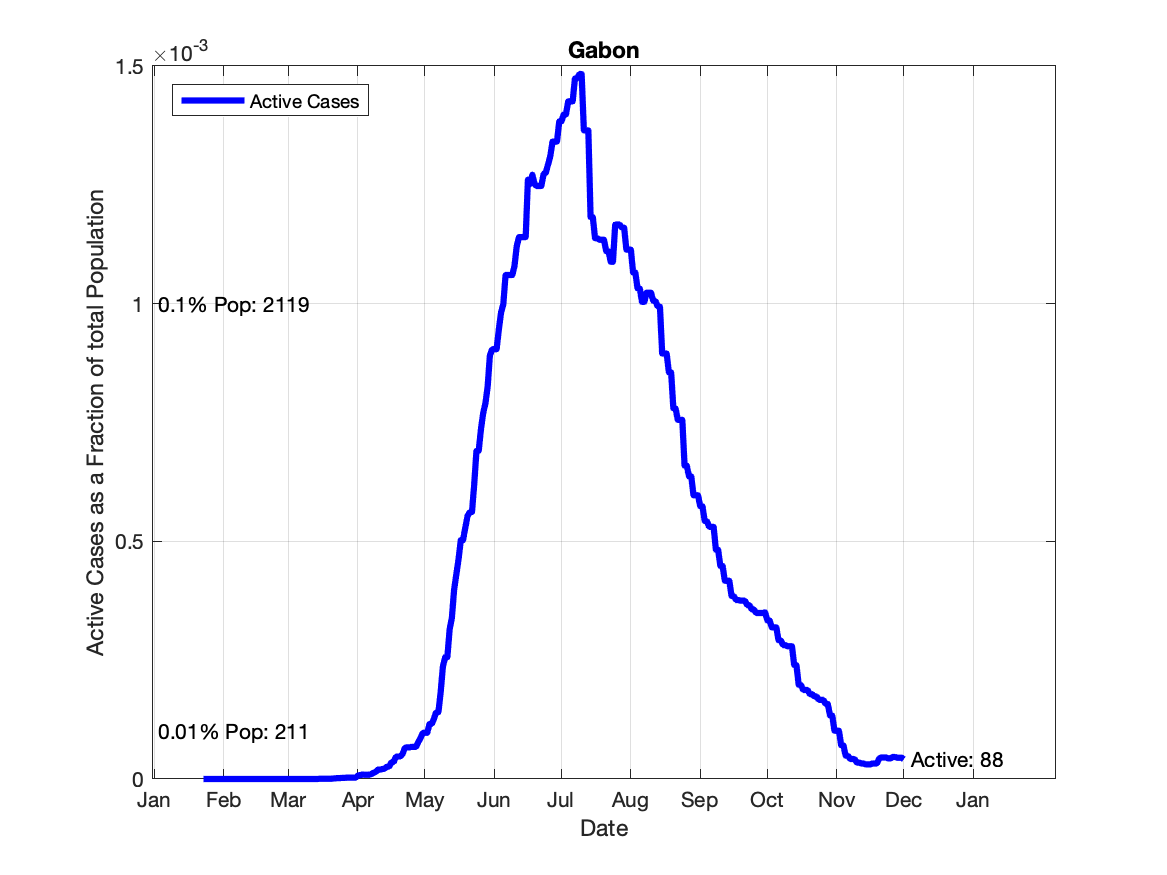 Gabon
×10-3
1.5
1
0.5
0
Active Cases
0.1% Pop: 2119
0.01% Pop: 211
Active: 88
Active Cases as a Fraction of total Population
Jan Feb Mar Apr May Jun Jul Aug Sep Oct Nov Dec Jan
Date